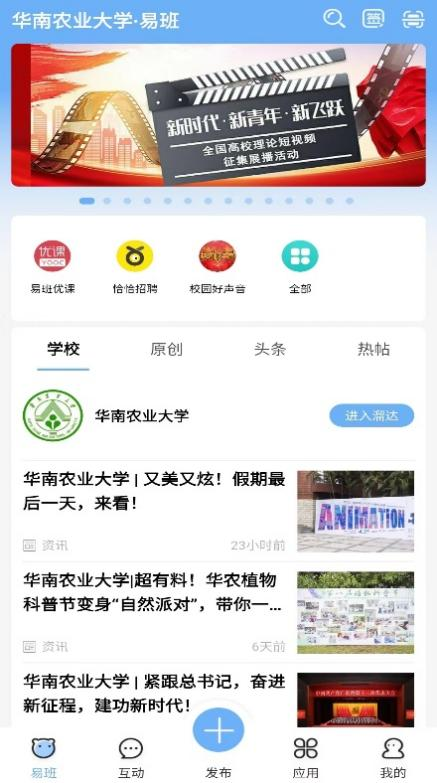 华南农业大学·易班
新时代·新青年·新飞跃
全国高校理论短视频
征集展播活动
优课
YOOC
易班优课
恰恰招聘
校园好声音
全部
学校
原创
头条
热帖
华南农业大学
进入溜达
华南农业大学 | 又美又炫！假期最
后一天，来看！
ANIMATION
资讯
23小时前
华南农业大学|超有料！华农植物
科普节变身“自然派对”，带你一...
资讯
6天前
华南农业大学 | 紧跟总书记，奋进
新征程，建功新时代！
易班
互动
发布
应用
我的